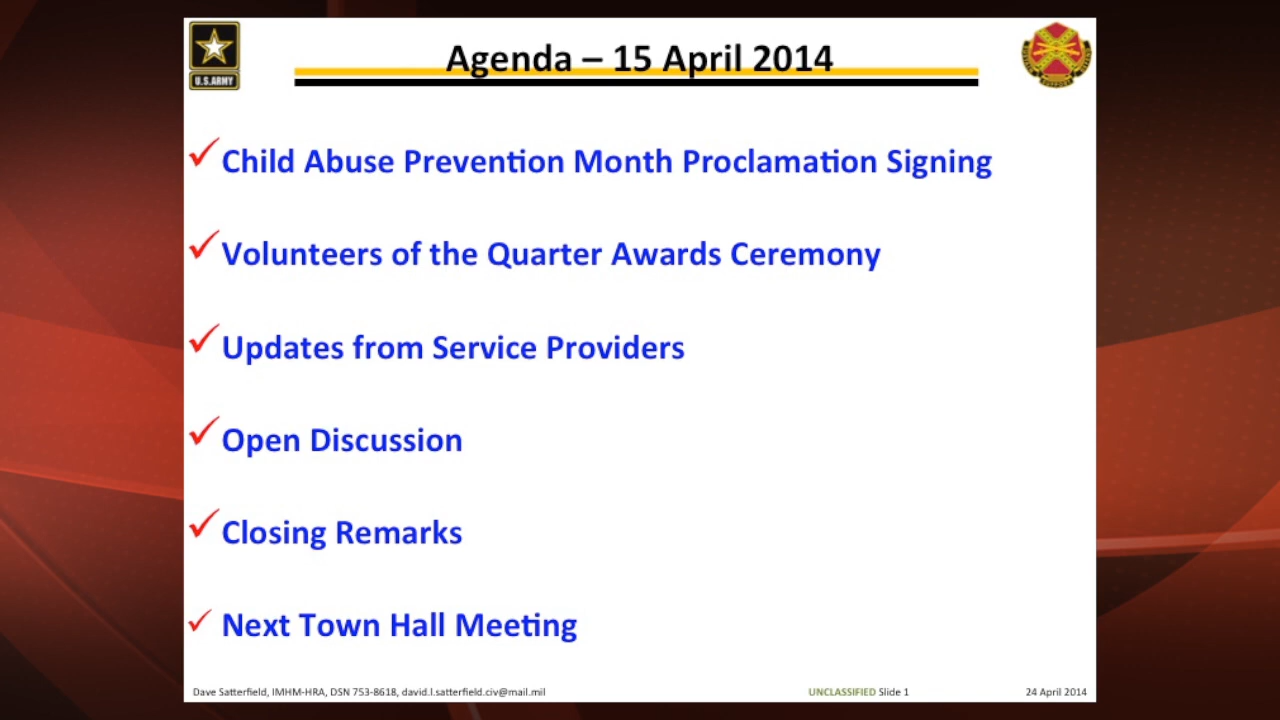 Agenda – 15 April 2014
U.S.ARMY
Child Abuse Prevention Month Proclamation Signing
Volunteers of the Quarter Awards Ceremony
Updates from Service Providers
Open Discussion
Closing Remarks
Next Town Hall Meeting
Dave Satterfield, IMHM-HRA, DSN 753-8618, david.l.satterfield.civ@mail.mil UNCLASSIFIED Slide 1 24 April 2014